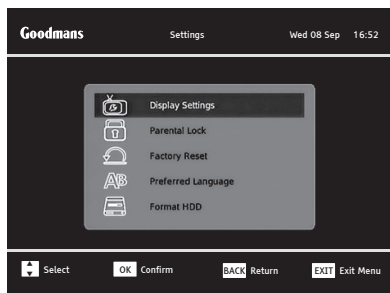 Goodmans Settings Wed 08 Sep 16:52
Display Settings
Parental Lock
Factory Reset
AB Preferred Language
Format HDD
Select OK Confirm BACK Return EXIT Exit Menu